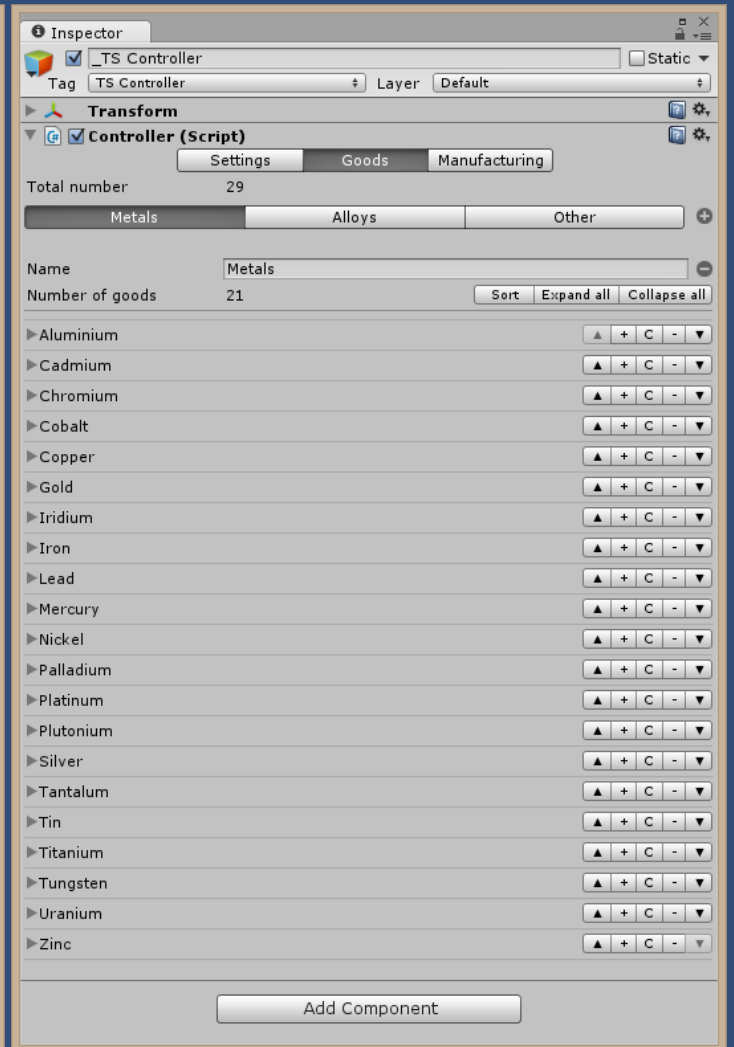 Inspector
_TS Controller Static
Tag TS Controller Layer Default
Transform
Controller (Script)
Settings Goods Manufacturing
Total number 29
Metals Alloys Other
Name Metals
Number of goods 21 Sort Expand all Collapse all
Aluminium + C -
Cadmium + C -
Chromium + C -
Cobalt + C -
Copper + C -
Gold + C -
Iridium + C -
Iron + C -
Lead + C -
Mercury + C -
Nickel + C -
Palladium + C -
Platinum + C -
Plutonium + C -
Silver + C -
Tantalum + C -
Tin + C -
Titanium + C -
Tungsten + C -
Uranium + C -
Zinc + C -
Add Component